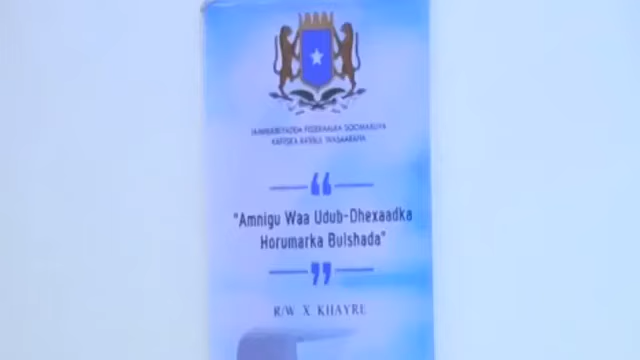 JAMHUURIYADDA FEDERAALKA SOOMAALIYA
XAFIISKA RA'IISUL WASAARAHA
"Amnigu Waa Udub-Dhexaadka
Horumarka Bulshada"
R/W X KHAYRE